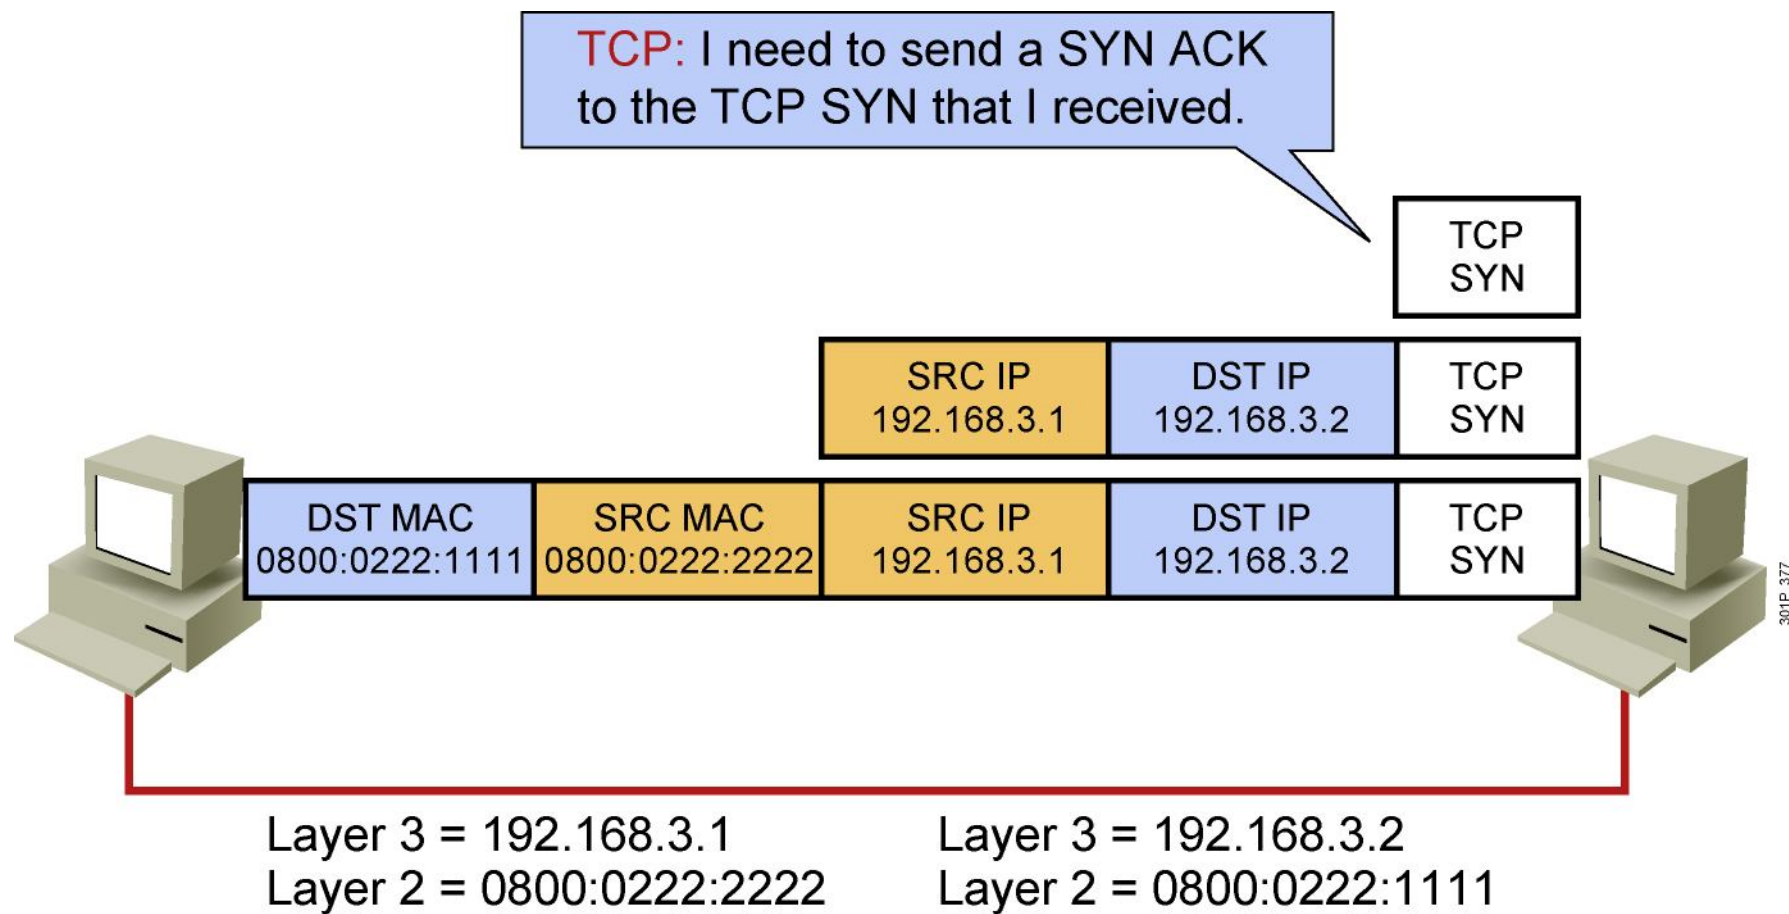 TCP: I need to send a SYN ACK
to the TCP SYN that I received.
TCP
SYN
SRC IP
192.168.3.1
DST IP
192.168.3.2
TCP
SYN
DST MAC
0800:0222:1111
SRC MAC
0800:0222:2222
SRC IP
192.168.3.1
DST IP
192.168.3.2
TCP
SYN
301P_377
Layer 3 = 192.168.3.1
Layer 2 = 0800:0222:2222
Layer 3 = 192.168.3.2
Layer 2 = 0800:0222:1111